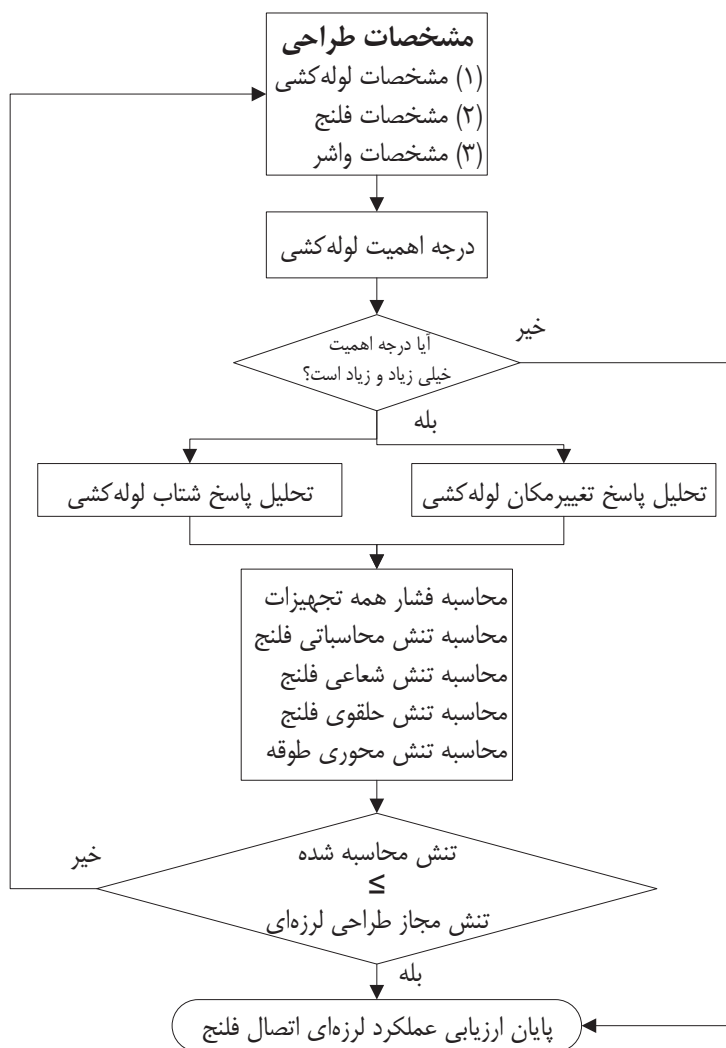 مشخصات طراحی
(۱) مشخصات لوله‌کشی
(۲) مشخصات فلنج
(۳) مشخصات واشر
درجه اهمیت لوله‌کشی
آیا درجه اهمیت
خیلی زیاد و زیاد است؟
خیر
بله
تحلیل پاسخ تغییرمکان لوله‌کشی
تحلیل پاسخ شتاب لوله‌کشی
محاسبه فشار همه تجهیزات
محاسبه تنش محاسباتی فلنج
محاسبه تنش شعاعی فلنج
محاسبه تنش حلقوی فلنج
محاسبه تنش محوری طوقه
تنش محاسبه شده
≥
تنش مجاز طراحی لرزه‌ای
خیر
بله
پایان ارزیابی عملکرد لرزه‌ای اتصال فلنج